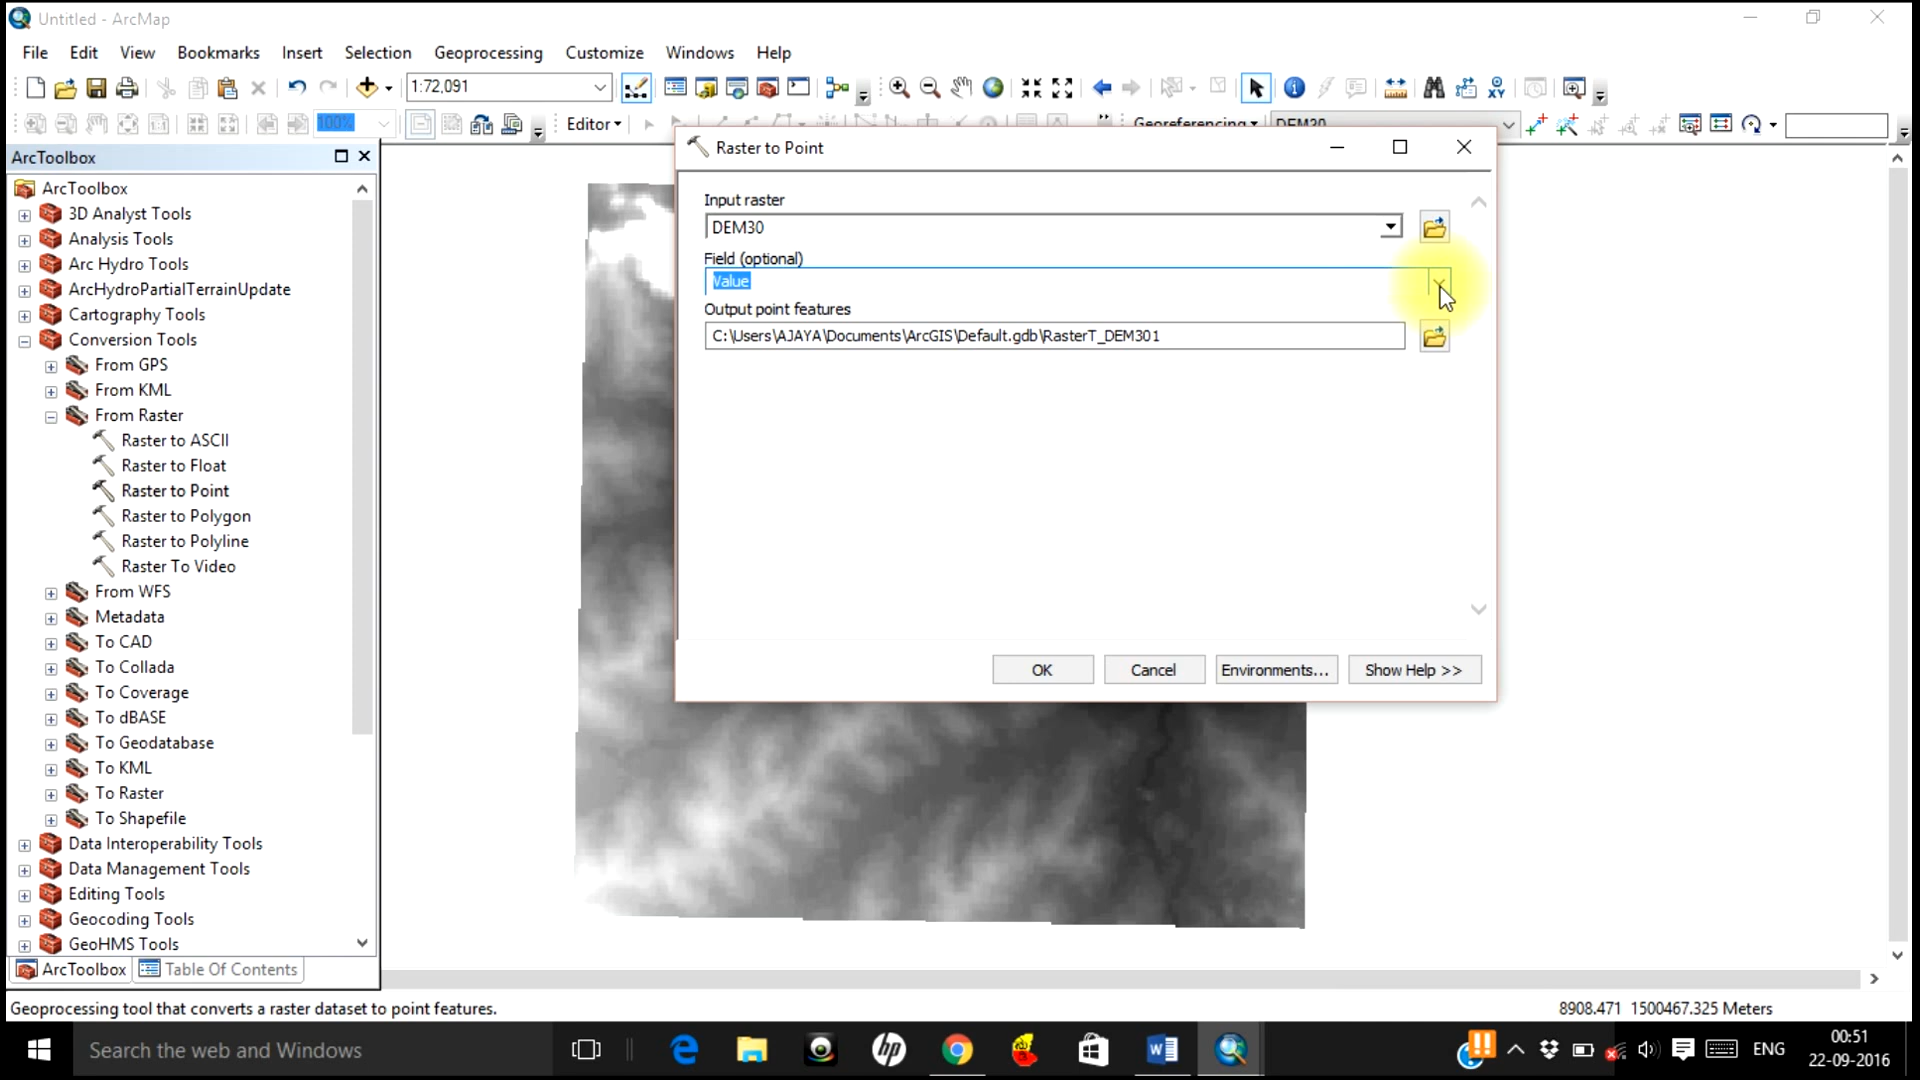 Untitled - ArcMap
File Edit View Bookmarks Insert Selection Geoprocessing Customize Windows Help
1:72,091
100% Editor Georeferencing DEM30
ArcToolbox
ArcToolbox
3D Analyst Tools
Analysis Tools
Arc Hydro Tools
ArcHydroPartialTerrainUpdate
Cartography Tools
Conversion Tools
From GPS
From KML
From Raster
Raster to ASCII
Raster to Float
Raster to Point
Raster to Polygon
Raster to Polyline
Raster To Video
From WFS
Metadata
To CAD
To Collada
To Coverage
To dBASE
To Geodatabase
To KML
To Raster
To Shapefile
Data Interoperability Tools
Data Management Tools
Editing Tools
Geocoding Tools
GeoHMS Tools
ArcToolbox Table Of Contents
Raster to Point
Input raster
DEM30
Field (optional)
Value
Output point features
C:\Users\AJAYA\Documents\ArcGIS\Default.gdb\RasterT_DEM301
OK Cancel Environments... Show Help >>
Geoprocessing tool that converts a raster dataset to point features.
8908.471 1500467.325 Meters
Search the web and Windows
ENG
00:51
22-09-2016